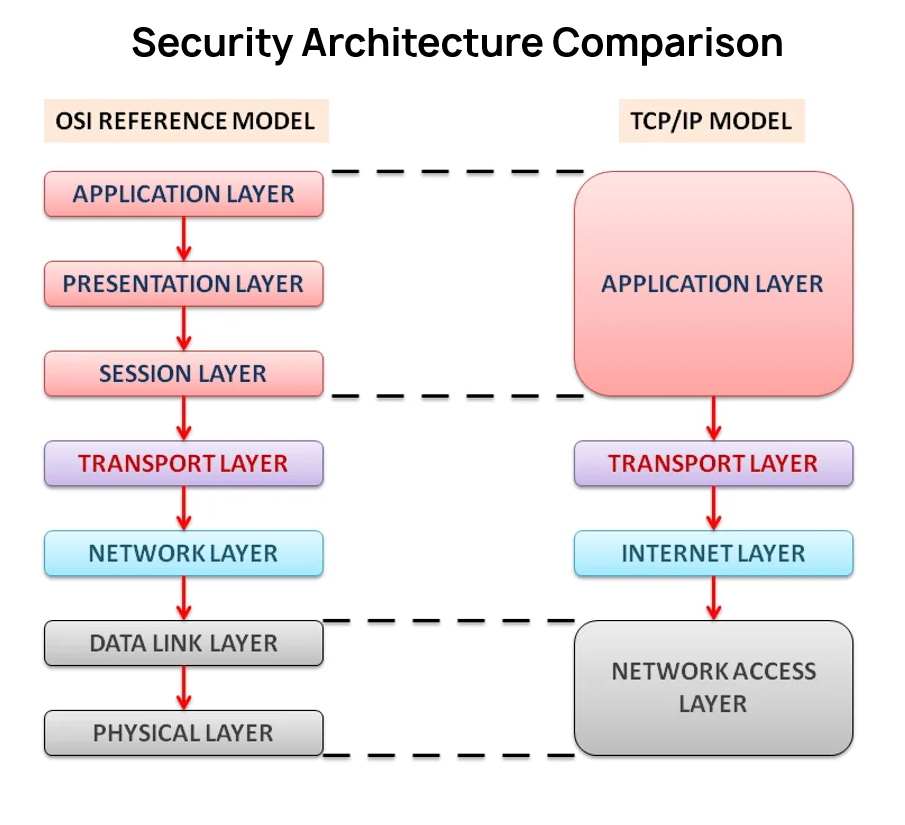 Security Architecture Comparison
OSI REFERENCE MODEL
TCP/IP MODEL
APPLICATION LAYER
PRESENTATION LAYER
SESSION LAYER
TRANSPORT LAYER
NETWORK LAYER
DATA LINK LAYER
PHYSICAL LAYER
APPLICATION LAYER
TRANSPORT LAYER
INTERNET LAYER
NETWORK ACCESS
LAYER